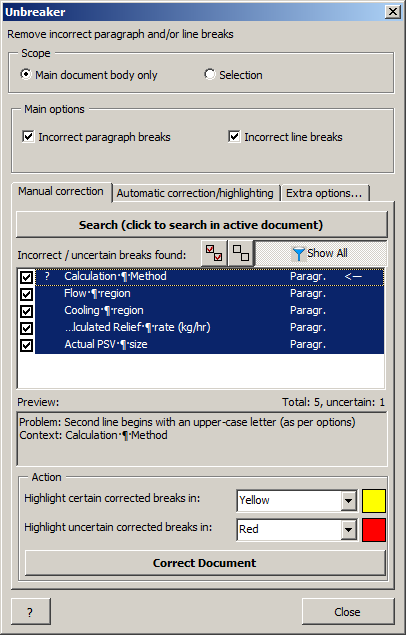 Unbreaker
Remove incorrect paragraph and/or line breaks
Scope
Main document body only Selection
Main options
Incorrect paragraph breaks Incorrect line breaks
Manual correction Automatic correction/highlighting Extra options...
Search (click to search in active document)
Incorrect / uncertain breaks found: Show All
? Calculation·¶·Method Paragr. <--
Flow·¶·region Paragr.
Cooling·¶·region Paragr.
...lculated Relief·¶·rate (kg/hr) Paragr.
Actual PSV·¶·size Paragr.
Preview: Total: 5, uncertain: 1
Problem: Second line begins with an upper-case letter (as per options)
Context: Calculation·¶·Method
Action
Highlight certain corrected breaks in: Yellow
Highlight uncertain corrected breaks in: Red
Correct Document
? Close